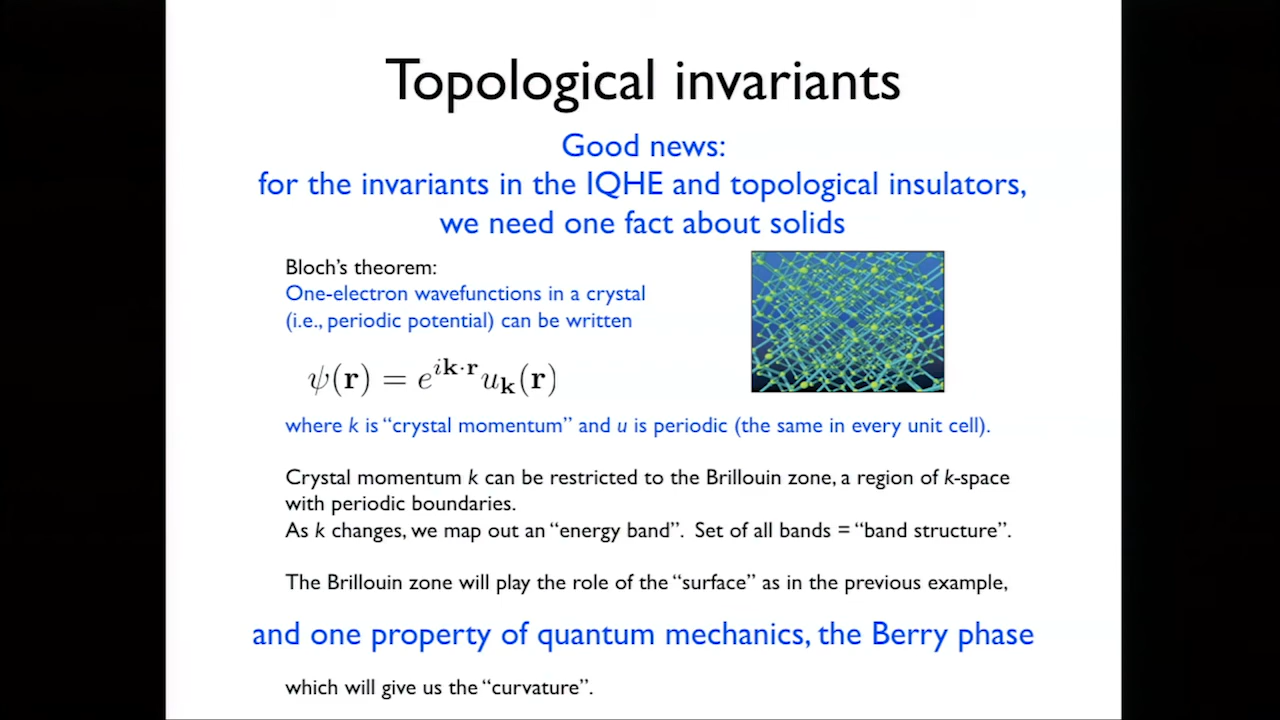 Topological invariants
Good news:
for the invariants in the IQHE and topological insulators,
we need one fact about solids
Bloch's theorem:
One-electron wavefunctions in a crystal
(i.e., periodic potential) can be written
ψ(𝐫) = e^{i𝐤·𝐫} u_𝐤(𝐫)
where k is “crystal momentum” and u is periodic (the same in every unit cell).
Crystal momentum k can be restricted to the Brillouin zone, a region of k-space
with periodic boundaries.
As k changes, we map out an “energy band”. Set of all bands = “band structure”.
The Brillouin zone will play the role of the “surface” as in the previous example,
and one property of quantum mechanics, the Berry phase
which will give us the “curvature”.